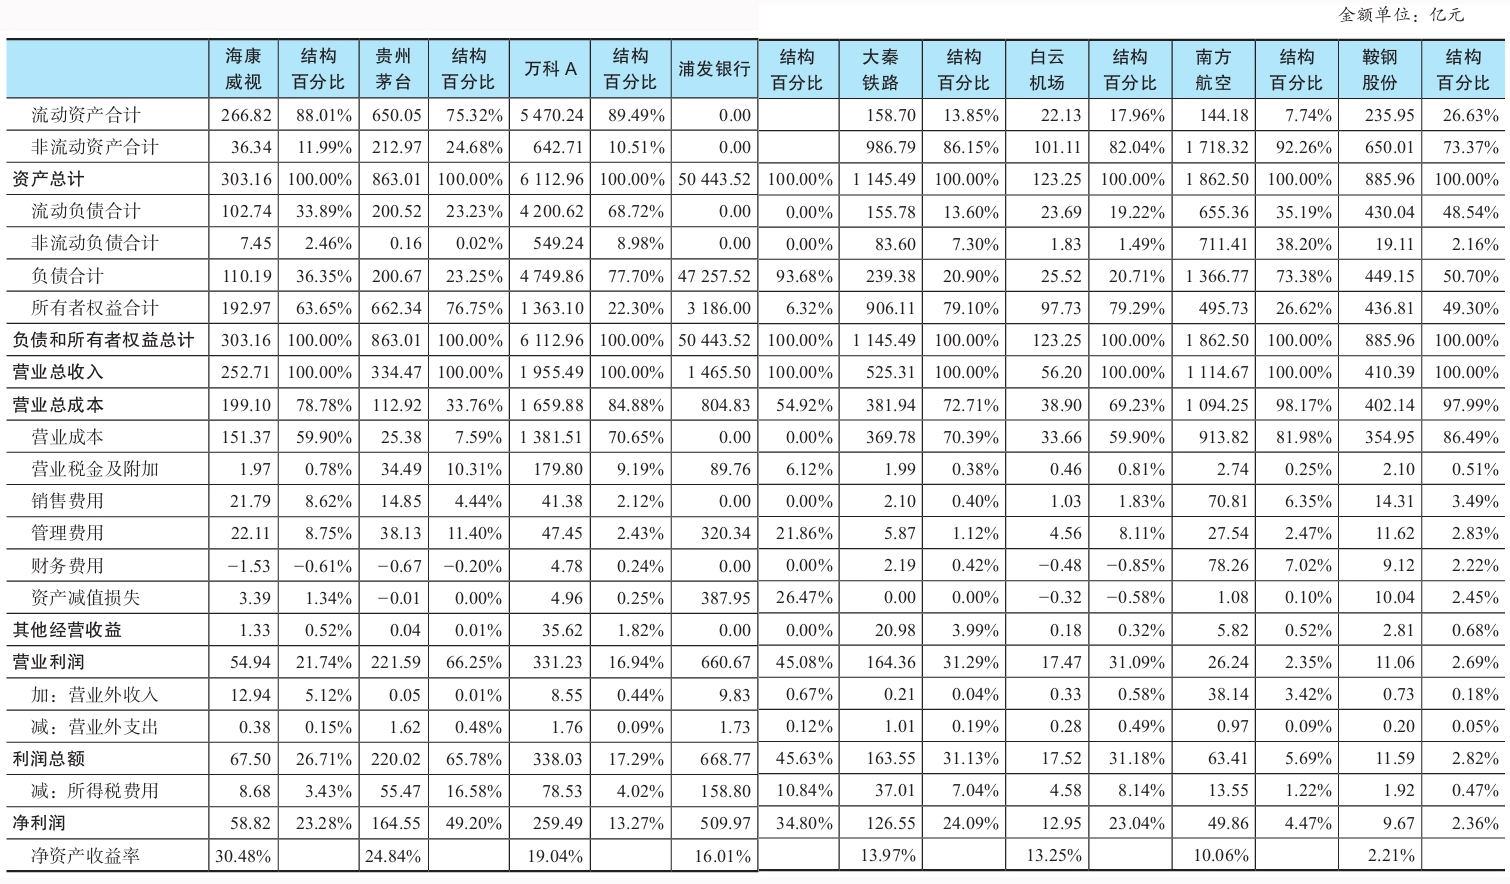 金额单位：亿元
海康威视 结构百分比 贵州茅台 结构百分比 万科 A 结构百分比 浦发银行 结构百分比 大秦铁路 结构百分比 白云机场 结构百分比 南方航空 结构百分比 鞍钢股份 结构百分比
流动资产合计 266.82 88.01% 650.05 75.32% 5 470.24 89.49% 0.00 158.70 13.85% 22.13 17.96% 144.18 7.74% 235.95 26.63%
非流动资产合计 36.34 11.99% 212.97 24.68% 642.71 10.51% 0.00 986.79 86.15% 101.11 82.04% 1 718.32 92.26% 650.01 73.37%
资产总计 303.16 100.00% 863.01 100.00% 6 112.96 100.00% 50 443.52 100.00% 1 145.49 100.00% 123.25 100.00% 1 862.50 100.00% 885.96 100.00%
流动负债合计 102.74 33.89% 200.52 23.23% 4 200.62 68.72% 0.00 0.00% 155.78 13.60% 23.69 19.22% 655.36 35.19% 430.04 48.54%
非流动负债合计 7.45 2.46% 0.16 0.02% 549.24 8.98% 0.00 0.00% 83.60 7.30% 1.83 1.49% 711.41 38.20% 19.11 2.16%
负债合计 110.19 36.35% 200.67 23.25% 4 749.86 77.70% 47 257.52 93.68% 239.38 20.90% 25.52 20.71% 1 366.77 73.38% 449.15 50.70%
所有者权益合计 192.97 63.65% 662.34 76.75% 1 363.10 22.30% 3 186.00 6.32% 906.11 79.10% 97.73 79.29% 495.73 26.62% 436.81 49.30%
负债和所有者权益总计 303.16 100.00% 863.01 100.00% 6 112.96 100.00% 50 443.52 100.00% 1 145.49 100.00% 123.25 100.00% 1 862.50 100.00% 885.96 100.00%
营业总收入 252.71 100.00% 334.47 100.00% 1 955.49 100.00% 1 465.50 100.00% 525.31 100.00% 56.20 100.00% 1 114.67 100.00% 410.39 100.00%
营业总成本 199.10 78.78% 112.92 33.76% 1 659.88 84.88% 804.83 54.92% 381.94 72.71% 38.90 69.23% 1 094.25 98.17% 402.14 97.99%
营业成本 151.37 59.90% 25.38 7.59% 1 381.51 70.65% 0.00 0.00% 369.78 70.39% 33.66 59.90% 913.82 81.98% 354.95 86.49%
营业税金及附加 1.97 0.78% 34.49 10.31% 179.80 9.19% 89.76 6.12% 1.99 0.38% 0.46 0.81% 2.74 0.25% 2.10 0.51%
销售费用 21.79 8.62% 14.85 4.44% 41.38 2.12% 0.00 0.00% 2.10 0.40% 1.03 1.83% 70.81 6.35% 14.31 3.49%
管理费用 22.11 8.75% 38.13 11.40% 47.45 2.43% 320.34 21.86% 5.87 1.12% 4.56 8.11% 27.54 2.47% 11.62 2.83%
财务费用 −1.53 −0.61% −0.67 −0.20% 4.78 0.24% 0.00 0.00% 2.19 0.42% −0.48 −0.85% 78.26 7.02% 9.12 2.22%
资产减值损失 3.39 1.34% −0.01 0.00% 4.96 0.25% 387.95 26.47% 0.00 0.00% −0.32 −0.58% 1.08 0.10% 10.04 2.45%
其他经营收益 1.33 0.52% 0.04 0.01% 35.62 1.82% 0.00 0.00% 20.98 3.99% 0.18 0.32% 5.82 0.52% 2.81 0.68%
营业利润 54.94 21.74% 221.59 66.25% 331.23 16.94% 660.67 45.08% 164.36 31.29% 17.47 31.09% 26.24 2.35% 11.06 2.69%
加：营业外收入 12.94 5.12% 0.05 0.01% 8.55 0.44% 9.83 0.67% 0.21 0.04% 0.33 0.58% 38.14 3.42% 0.73 0.18%
减：营业外支出 0.38 0.15% 1.62 0.48% 1.76 0.09% 1.73 0.12% 1.01 0.19% 0.28 0.49% 0.97 0.09% 0.20 0.05%
利润总额 67.50 26.71% 220.02 65.78% 338.03 17.29% 668.77 45.63% 163.55 31.13% 17.52 31.18% 63.41 5.69% 11.59 2.82%
减：所得税费用 8.68 3.43% 55.47 16.58% 78.53 4.02% 158.80 10.84% 37.01 7.04% 4.58 8.14% 13.55 1.22% 1.92 0.47%
净利润 58.82 23.28% 164.55 49.20% 259.49 13.27% 509.97 34.80% 126.55 24.09% 12.95 23.04% 49.86 4.47% 9.67 2.36%
净资产收益率 30.48% 24.84% 19.04% 16.01% 13.97% 13.25% 10.06% 2.21%